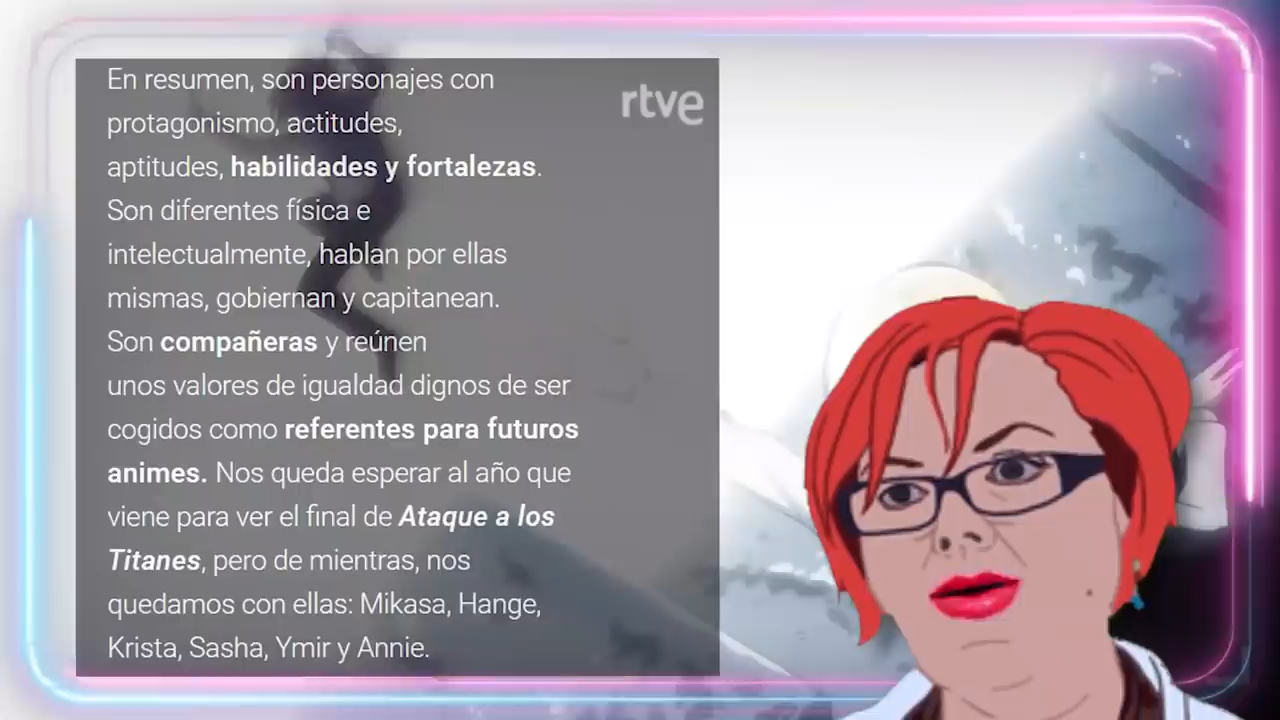 En resumen, son personajes con
rtve
protagonismo, actitudes,
aptitudes, habilidades y fortalezas.
Son diferentes física e
intelectualmente, hablan por ellas
mismas, gobiernan y capitanean.
Son compañeras y reúnen
unos valores de igualdad dignos de ser
cogidos como referentes para futuros
animes. Nos queda esperar al año que
viene para ver el final de Ataque a los
Titanes, pero de mientras, nos
quedamos con ellas: Mikasa, Hange,
Krista, Sasha, Ymir y Annie.